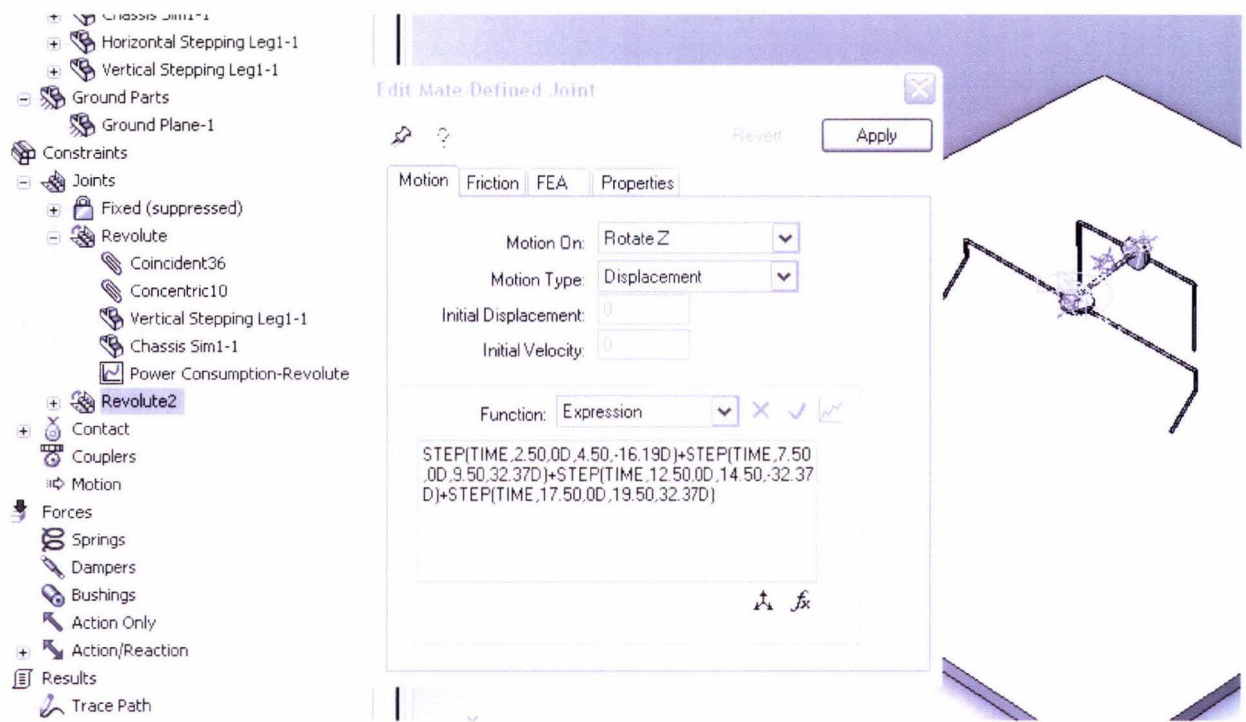 Chassis Sim1-1
Horizontal Stepping Leg1-1
Vertical Stepping Leg1-1
Ground Parts
Ground Plane-1
Constraints
Joints
Fixed (suppressed)
Revolute
Coincident36
Concentric10
Vertical Stepping Leg1-1
Chassis Sim1-1
Power Consumption-Revolute
Revolute2
Contact
Couplers
Motion
Forces
Springs
Dampers
Bushings
Action Only
Action/Reaction
Results
Trace Path
Edit Mate-Defined Joint
Revert Apply
Motion Friction FEA Properties
Motion On: Rotate Z
Motion Type: Displacement
Initial Displacement: 0
Initial Velocity: 0
Function: Expression
STEP(TIME,2.50,0D,4.50,-16.19D)+STEP(TIME,7.50
,0D,9.50,32.37D)+STEP(TIME,12.50,0D,14.50,-32.37
D)+STEP(TIME,17.50,0D,19.50,32.37D)
fx